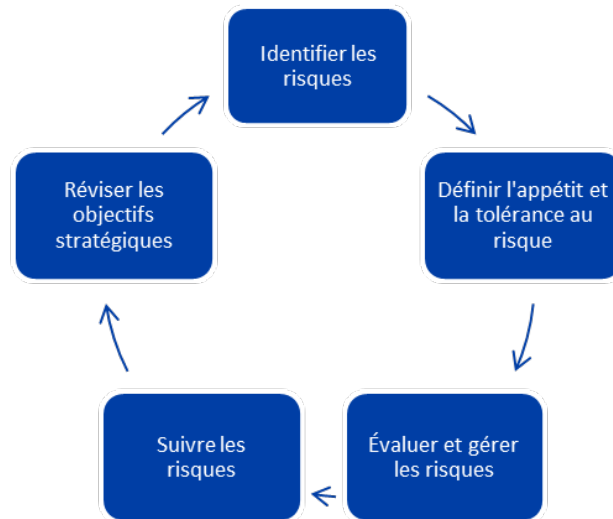 Identifier les
risques
Définir l'appétit et
la tolérance au
risque
Évaluer et gérer
les risques
Suivre les
risques
Réviser les
objectifs
stratégiques